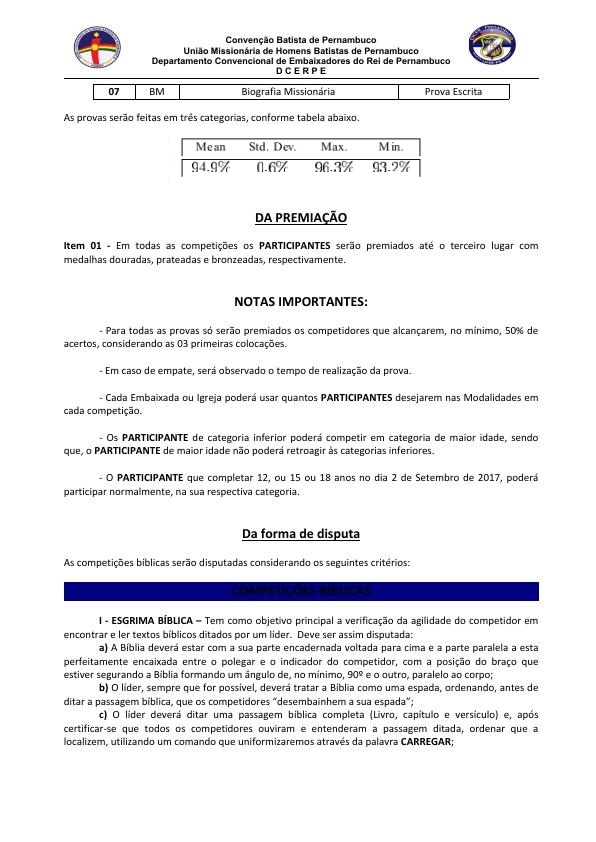 Convenção Batista de Pernambuco
União Missionária de Homens Batistas de Pernambuco
Departamento Convencional de Embaixadores do Rei de Pernambuco
D C E R P E
07 BM Biografia Missionária Prova Escrita
As provas serão feitas em três categorias, conforme tabela abaixo.
Mean Std. Dev. Max. Min.
94.9% 0.6% 96.3% 93.2%
DA PREMIAÇÃO
Item 01 - Em todas as competições os PARTICIPANTES serão premiados até o terceiro lugar com
medalhas douradas, prateadas e bronzeadas, respectivamente.
NOTAS IMPORTANTES:
- Para todas as provas só serão premiados os competidores que alcançarem, no mínimo, 50% de
acertos, considerando as 03 primeiras colocações.
- Em caso de empate, será observado o tempo de realização da prova.
- Cada Embaixada ou Igreja poderá usar quantos PARTICIPANTES desejarem nas Modalidades em
cada competição.
- Os PARTICIPANTE de categoria inferior poderá competir em categoria de maior idade, sendo
que, o PARTICIPANTE de maior idade não poderá retroagir às categorias inferiores.
- O PARTICIPANTE que completar 12, ou 15 ou 18 anos no dia 2 de Setembro de 2017, poderá
participar normalmente, na sua respectiva categoria.
Da forma de disputa
As competições bíblicas serão disputadas considerando os seguintes critérios:
COMPETIÇÕES BÍBLICAS
I - ESGRIMA BÍBLICA – Tem como objetivo principal a verificação da agilidade do competidor em
encontrar e ler textos bíblicos ditados por um líder. Deve ser assim disputada:
a) A Bíblia deverá estar com a sua parte encadernada voltada para cima e a parte paralela a esta
perfeitamente encaixada entre o polegar e o indicador do competidor, com a posição do braço que
estiver segurando a Bíblia formando um ângulo de, no mínimo, 90º e o outro, paralelo ao corpo;
b) O líder, sempre que for possível, deverá tratar a Bíblia como uma espada, ordenando, antes de
ditar a passagem bíblica, que os competidores “desembainhem a sua espada”;
c) O líder deverá ditar uma passagem bíblica completa (Livro, capítulo e versículo) e, após
certificar-se que todos os competidores ouviram e entenderam a passagem ditada, ordenar que a
localizem, utilizando um comando que uniformizaremos através da palavra CARREGAR;